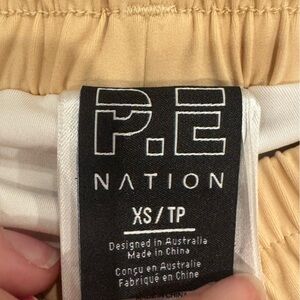 P.E
NATION
XS / TP
Designed in Australia
Made in China
Conçu en Australie
Fabriqué en Chine